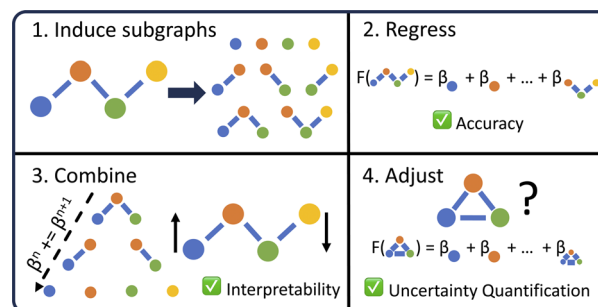 1. Induce subgraphs
2. Regress
F( ) = β + β + ... + β
✅ Accuracy
3. Combine
βⁿ += βⁿ⁺¹
✅ Interpretability
4. Adjust
?
F( ) = β + β + ... + β
✅ Uncertainty Quantification